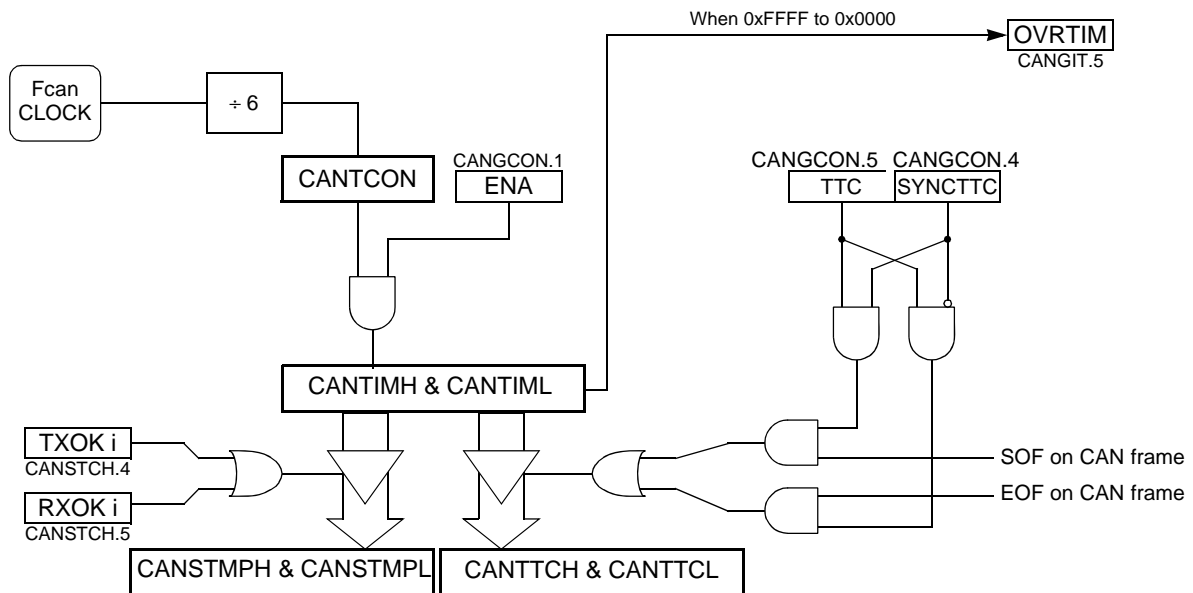 When 0xFFFF to 0x0000
OVRTIM
CANGIT.5
Fcan
CLOCK
÷ 6
CANTCON
CANGCON.1
ENA
CANGCON.5
CANGCON.4
TTC
SYNCTTC
CANTIMH & CANTIML
TXOK i
CANSTCH.4
RXOK i
CANSTCH.5
SOF on CAN frame
EOF on CAN frame
CANSTMPH & CANSTMPL
CANTTCH & CANTTCL